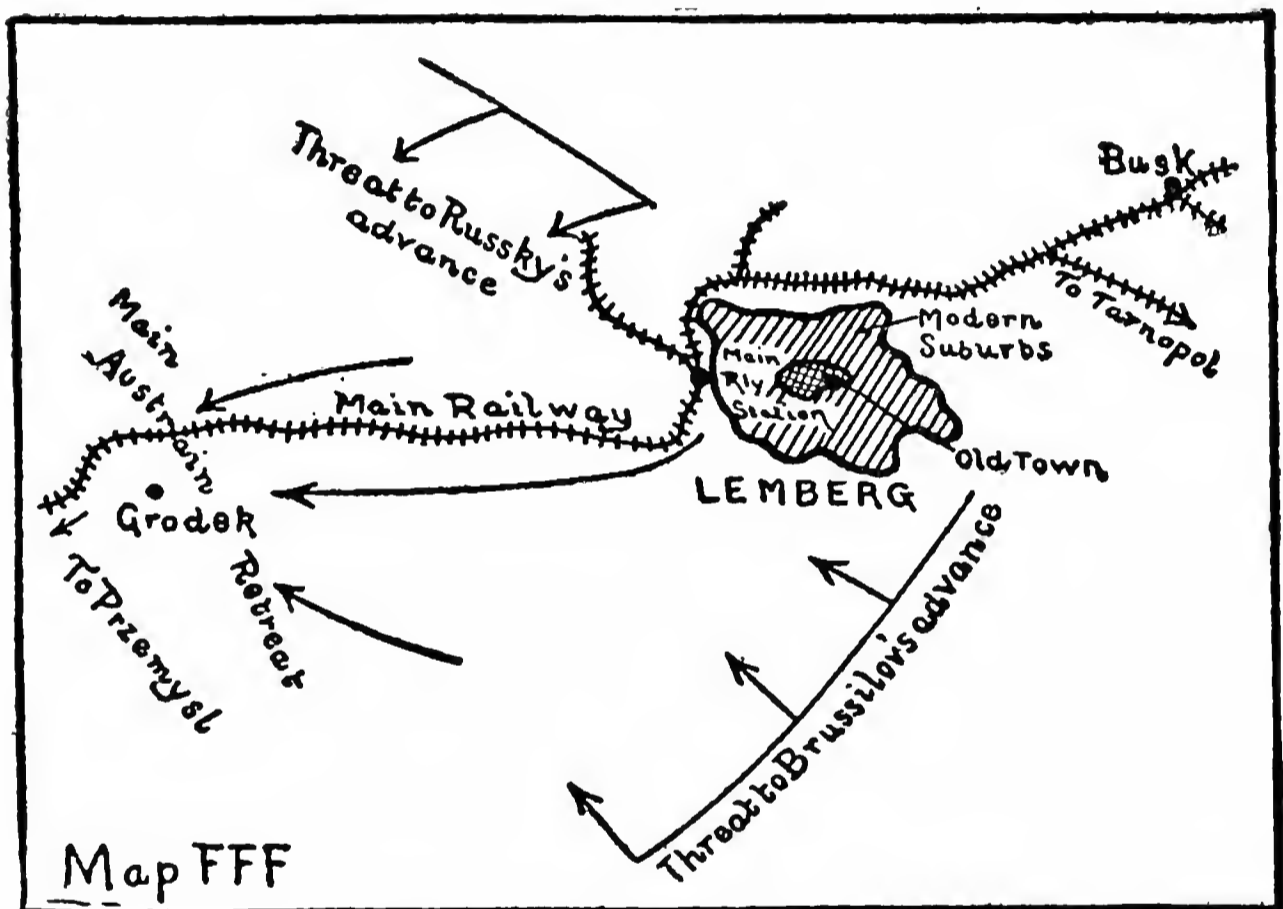 Threat to Russky's
advance
Busk
To Tarnopol
Modern
Suburbs
Main
Rly
Station
Old Town
LEMBERG
Main Railway
Main
Austrain
Retreat
Grodek
To Przemysl
Threat to Brussilov's advance
Map FFF